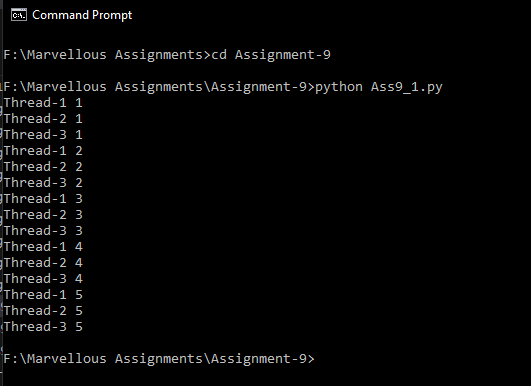 Command Prompt
F:\Marvellous Assignments>cd Assignment-9
F:\Marvellous Assignments\Assignment-9>python Ass9_1.py
Thread-1 1
Thread-2 1
Thread-3 1
Thread-1 2
Thread-2 2
Thread-3 2
Thread-1 3
Thread-2 3
Thread-3 3
Thread-1 4
Thread-2 4
Thread-3 4
Thread-1 5
Thread-2 5
Thread-3 5
F:\Marvellous Assignments\Assignment-9>